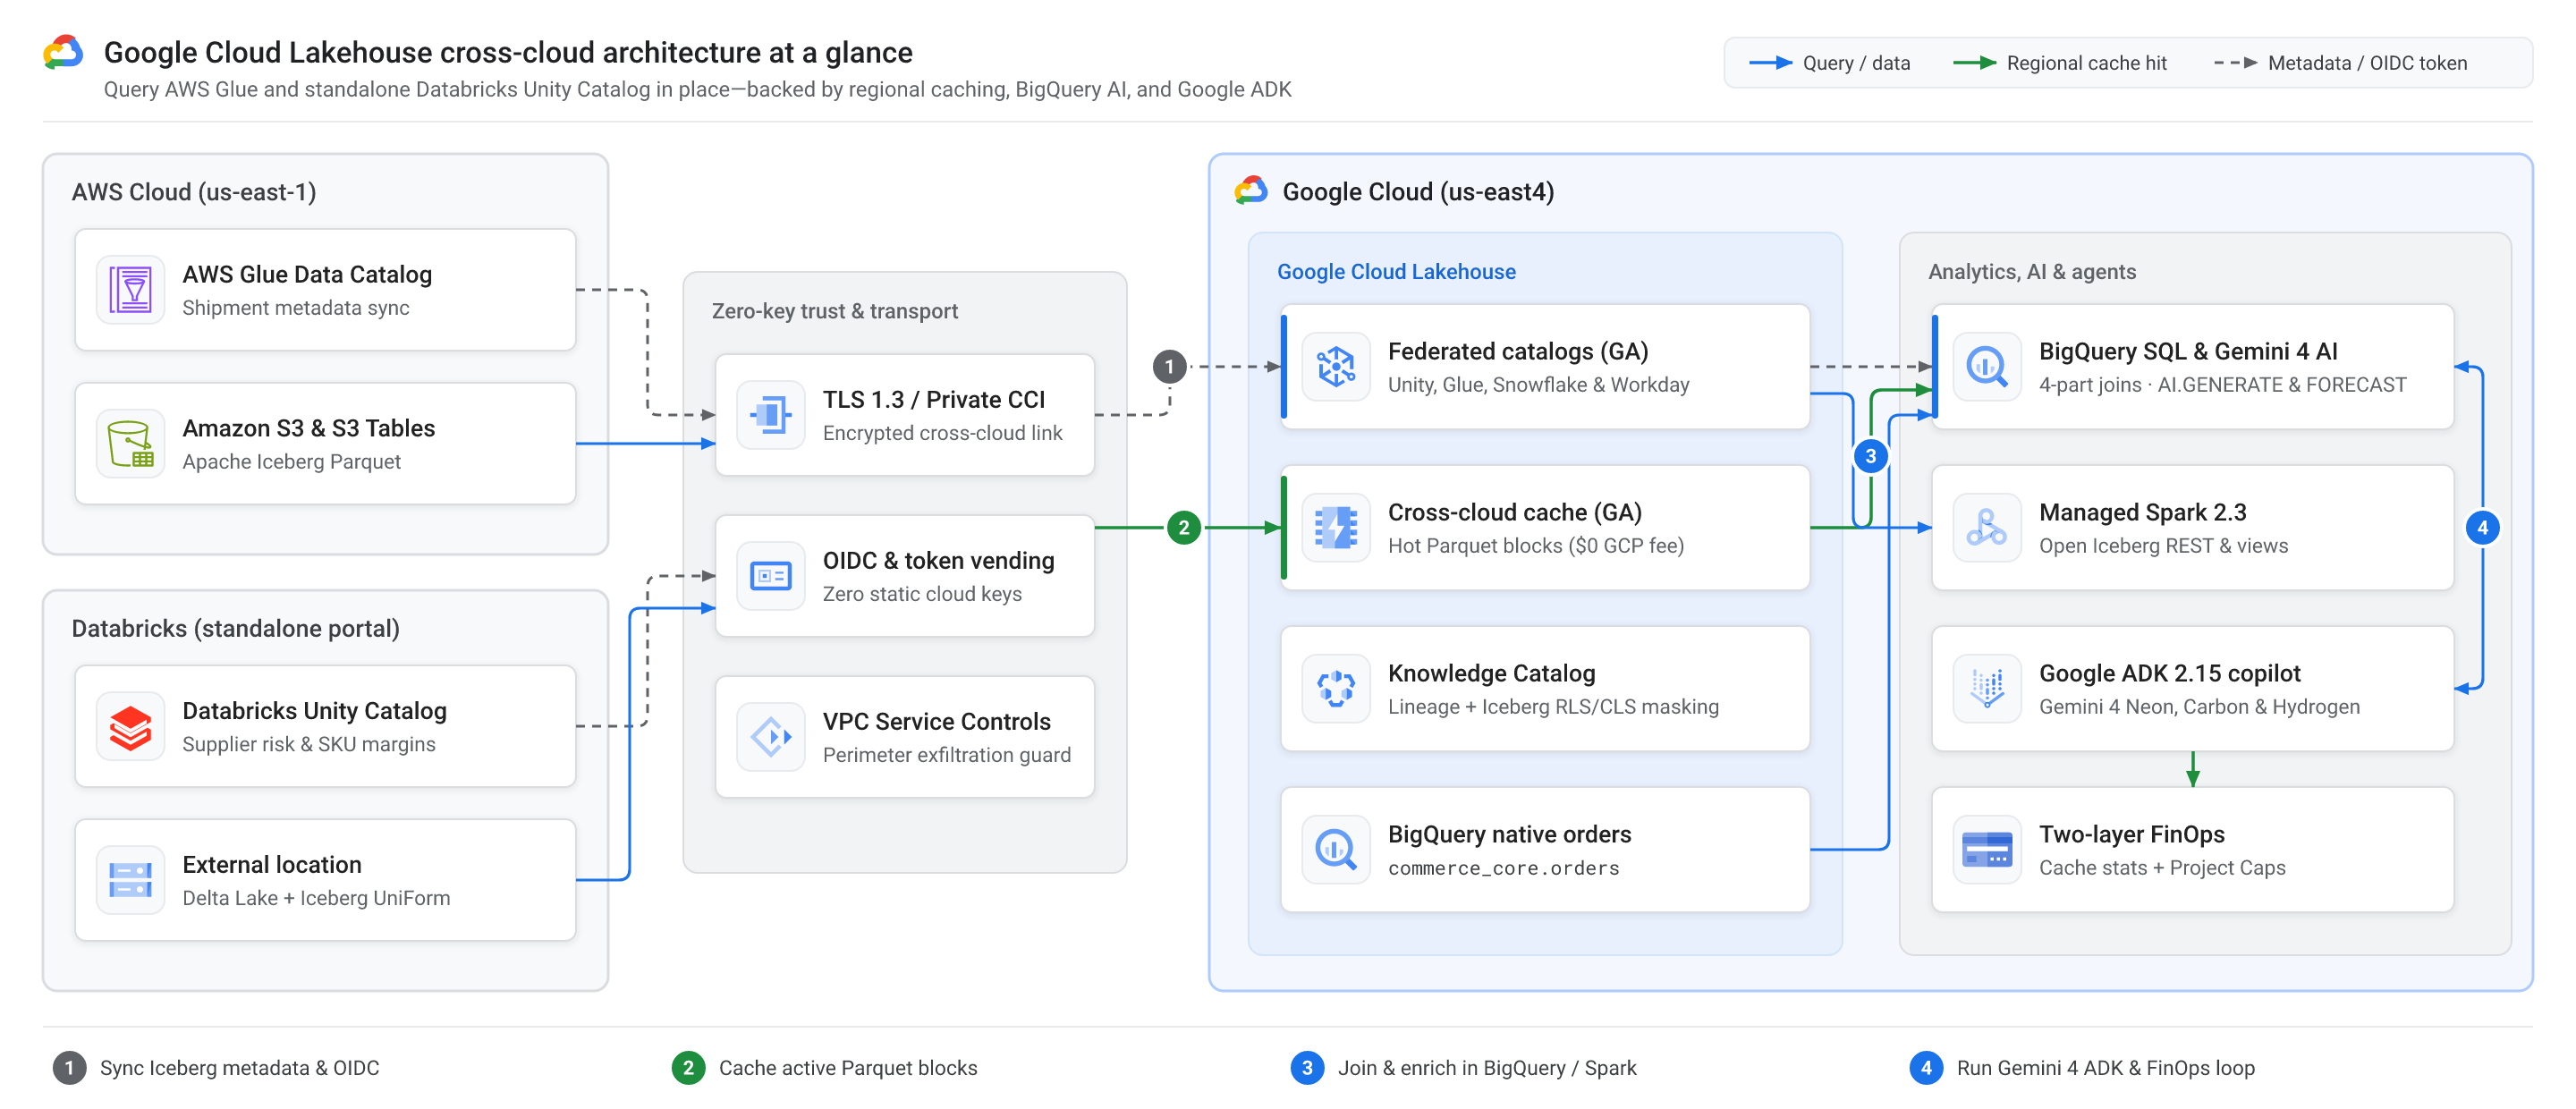 Google Cloud Lakehouse cross-cloud architecture at a glance
Query AWS Glue and standalone Databricks Unity Catalog in place—backed by regional caching, BigQuery AI, and Google ADK
Query / data
Regional cache hit
Metadata / OIDC token
AWS Cloud (us-east-1)
AWS Glue Data Catalog
Shipment metadata sync
Amazon S3 & S3 Tables
Apache Iceberg Parquet
Databricks (standalone portal)
Databricks Unity Catalog
Supplier risk & SKU margins
External location
Delta Lake + Iceberg UniForm
Zero-key trust & transport
TLS 1.3 / Private CCI
Encrypted cross-cloud link
OIDC & token vending
Zero static cloud keys
VPC Service Controls
Perimeter exfiltration guard
1
2
Google Cloud (us-east4)
Google Cloud Lakehouse
Federated catalogs (GA)
Unity, Glue, Snowflake & Workday
Cross-cloud cache (GA)
Hot Parquet blocks ($0 GCP fee)
Knowledge Catalog
Lineage + Iceberg RLS/CLS masking
BigQuery native orders
commerce_core.orders
3
Analytics, AI & agents
BigQuery SQL & Gemini 4 AI
4-part joins · AI.GENERATE & FORECAST
Managed Spark 2.3
Open Iceberg REST & views
Google ADK 2.15 copilot
Gemini 4 Neon, Carbon & Hydrogen
Two-layer FinOps
Cache stats + Project Caps
4
1 Sync Iceberg metadata & OIDC
2 Cache active Parquet blocks
3 Join & enrich in BigQuery / Spark
4 Run Gemini 4 ADK & FinOps loop